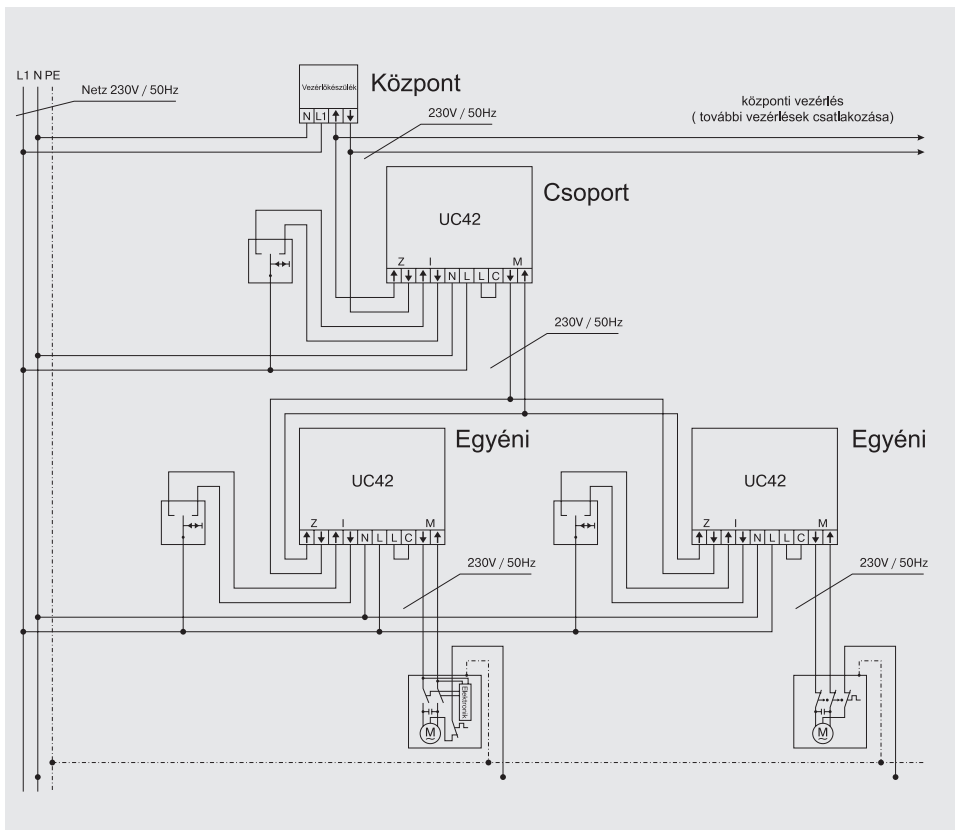 L1 N PE
Netz 230V / 50Hz
Vezérlőkészülék
Központ
N L1 ↑ ↓
230V / 50Hz
központi vezérlés
( további vezérlések csatlakozása)
Csoport
UC42
Z I M
↑ ↓ ↑ ↓ N L L C ↓ ↑
230V / 50Hz
Egyéni
UC42
Z I M
↑ ↓ ↑ ↓ N L L C ↓ ↑
230V / 50Hz
Elektronik
M
Egyéni
UC42
Z I M
↑ ↓ ↑ ↓ N L L C ↓ ↑
230V / 50Hz
M